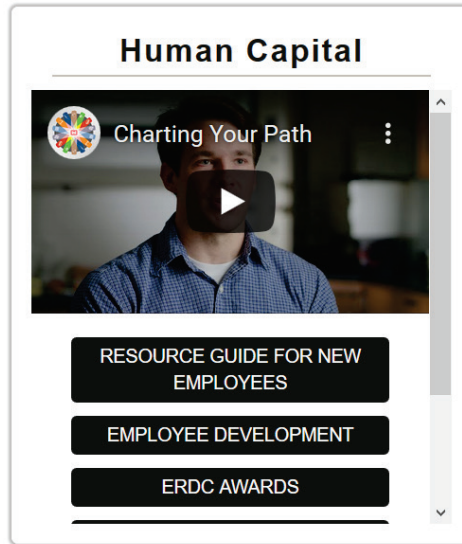 Human Capital
Charting Your Path
RESOURCE GUIDE FOR NEW
EMPLOYEES
EMPLOYEE DEVELOPMENT
ERDC AWARDS